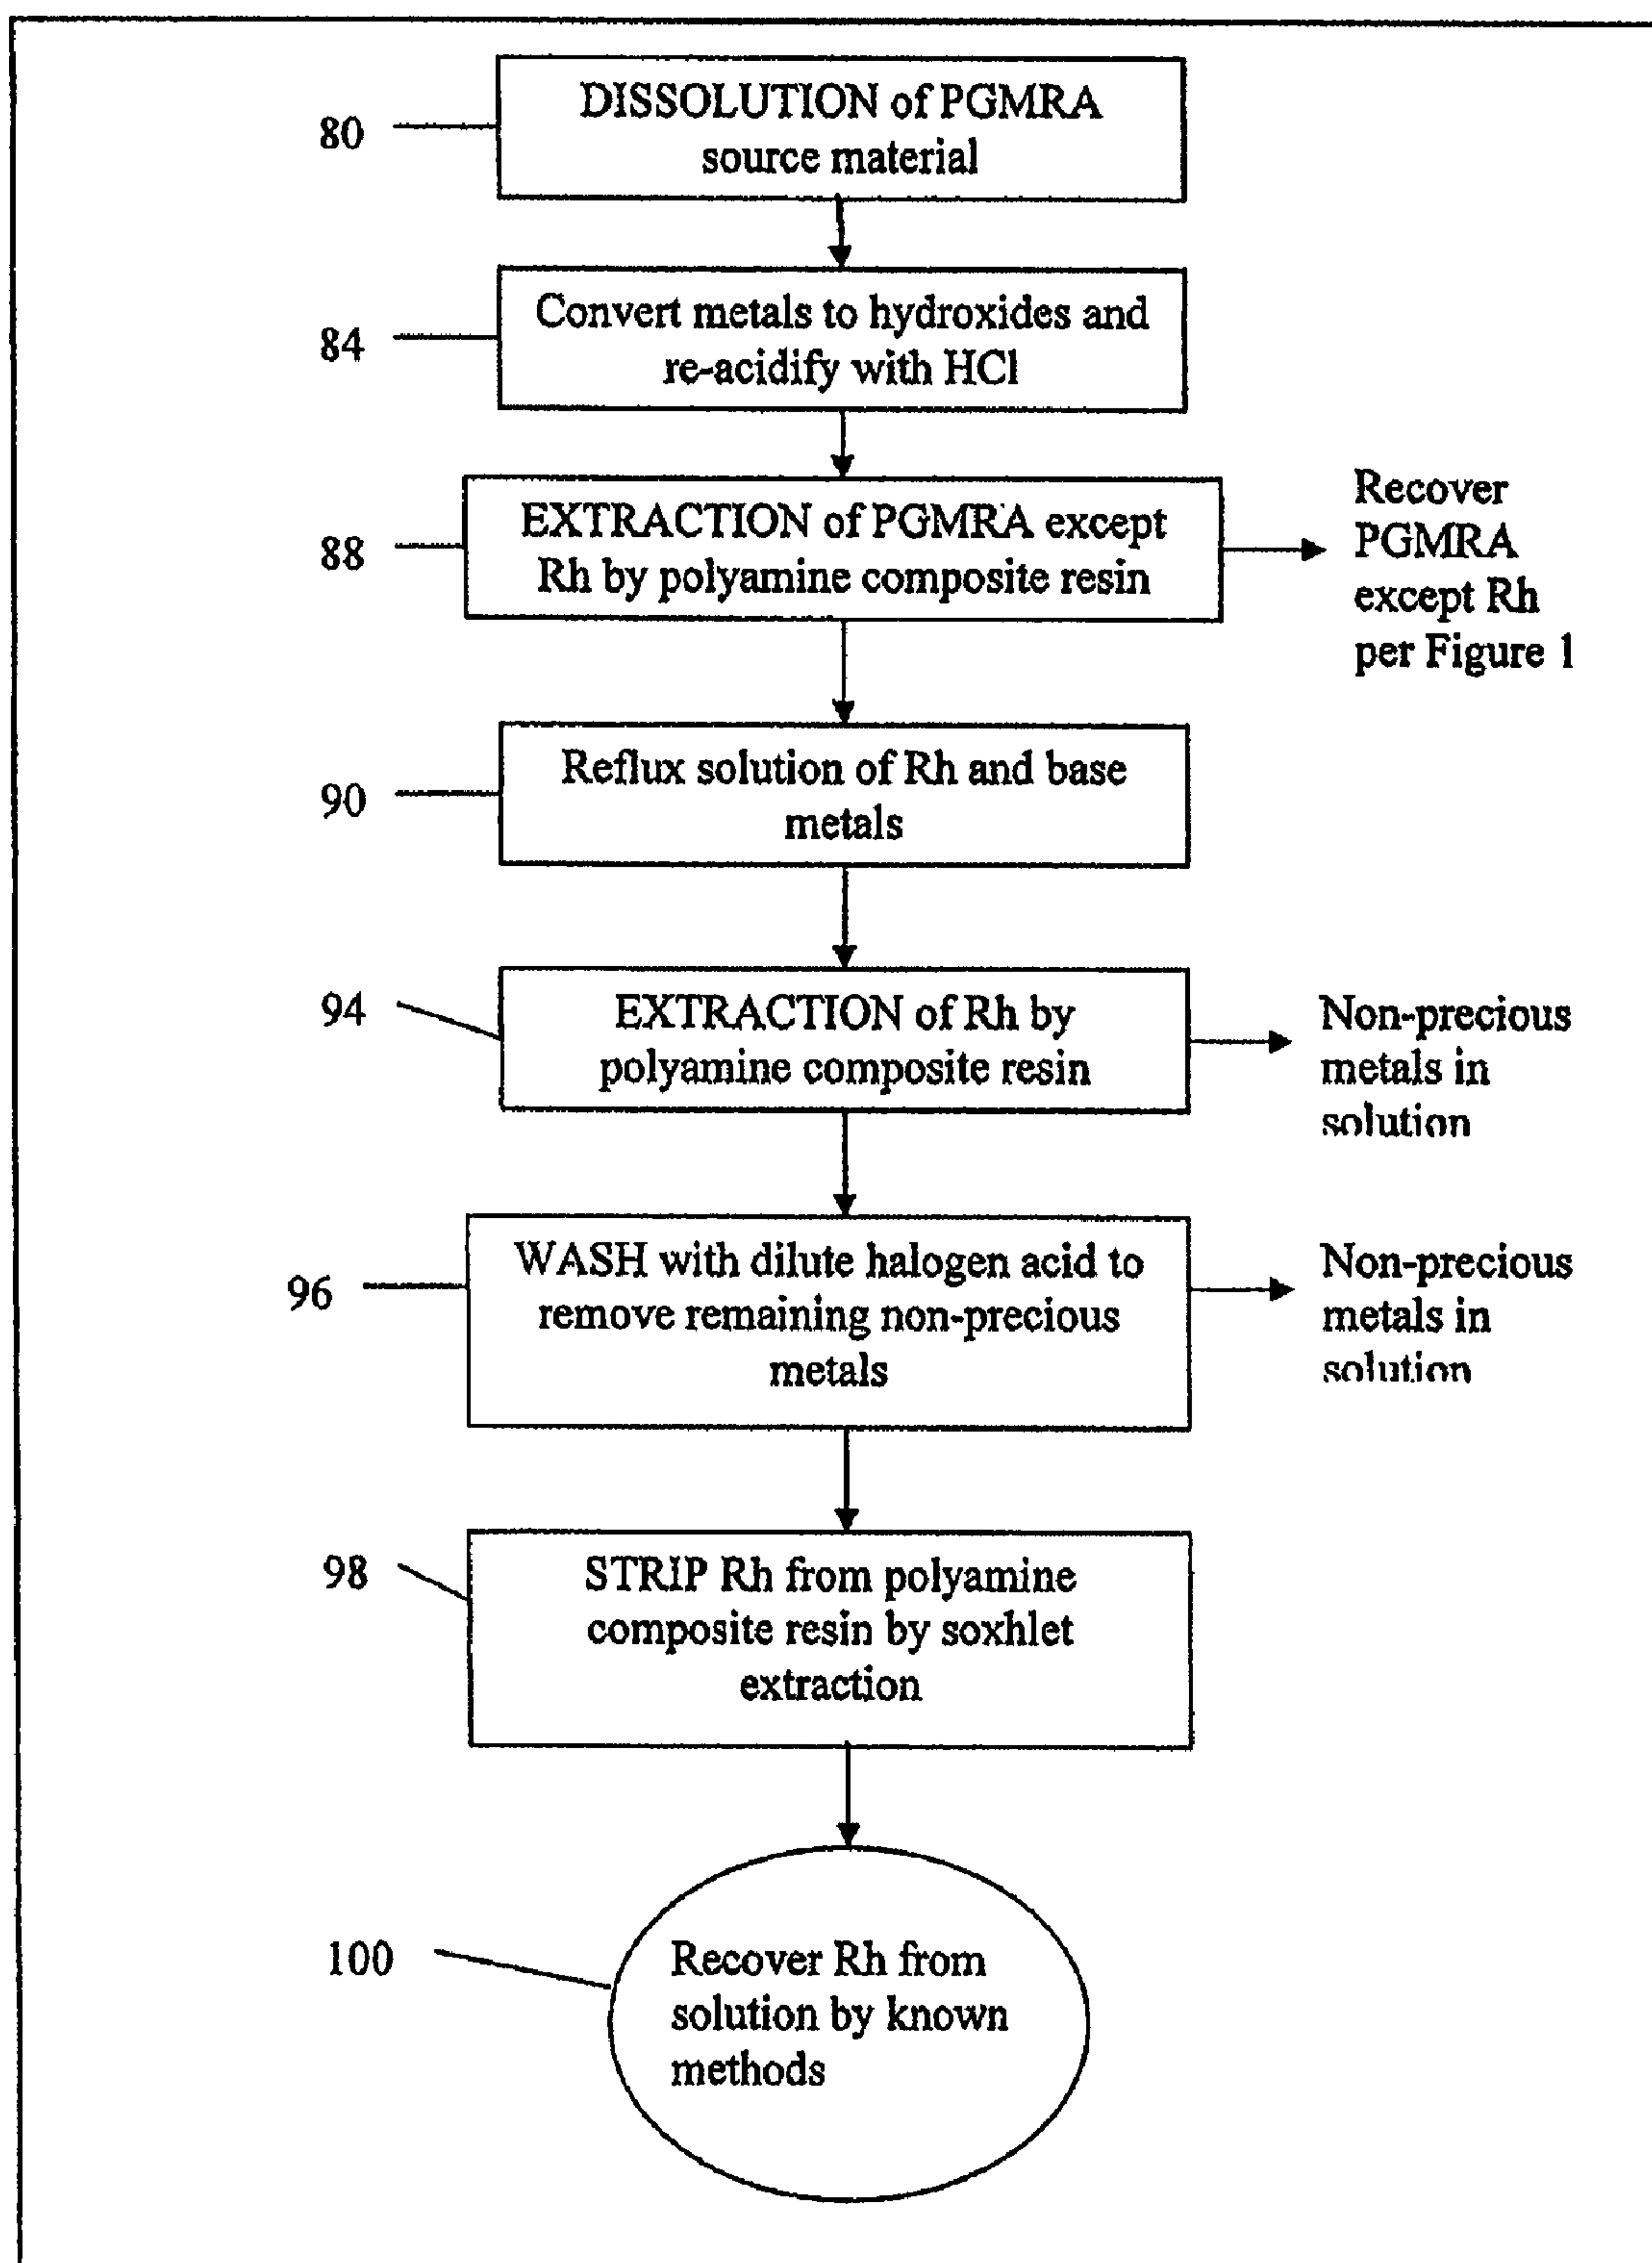 80
DISSOLUTION of PGMRA
source material
84
Convert metals to hydroxides and
re-acidify with HCl
88
EXTRACTION of PGMRA except
Rh by polyamine composite resin
Recover
PGMRA
except Rh
per Figure 1
90
Reflux solution of Rh and base
metals
94
EXTRACTION of Rh by
polyamine composite resin
Non-precious
metals in
solution
96
WASH with dilute halogen acid to
remove remaining non-precious
metals
Non-precious
metals in
solution
98
STRIP Rh from polyamine
composite resin by soxhlet
extraction
100
Recover Rh from
solution by known
methods